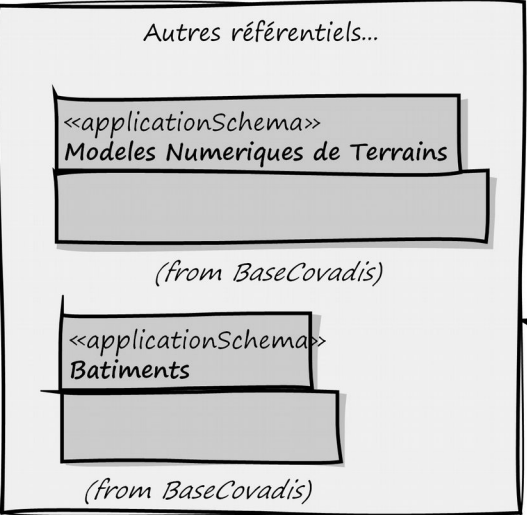 Autres référentiels...
«applicationSchema»
Modeles Numeriques de Terrains
(from BaseCovadis)
«applicationSchema»
Batiments
(from BaseCovadis)